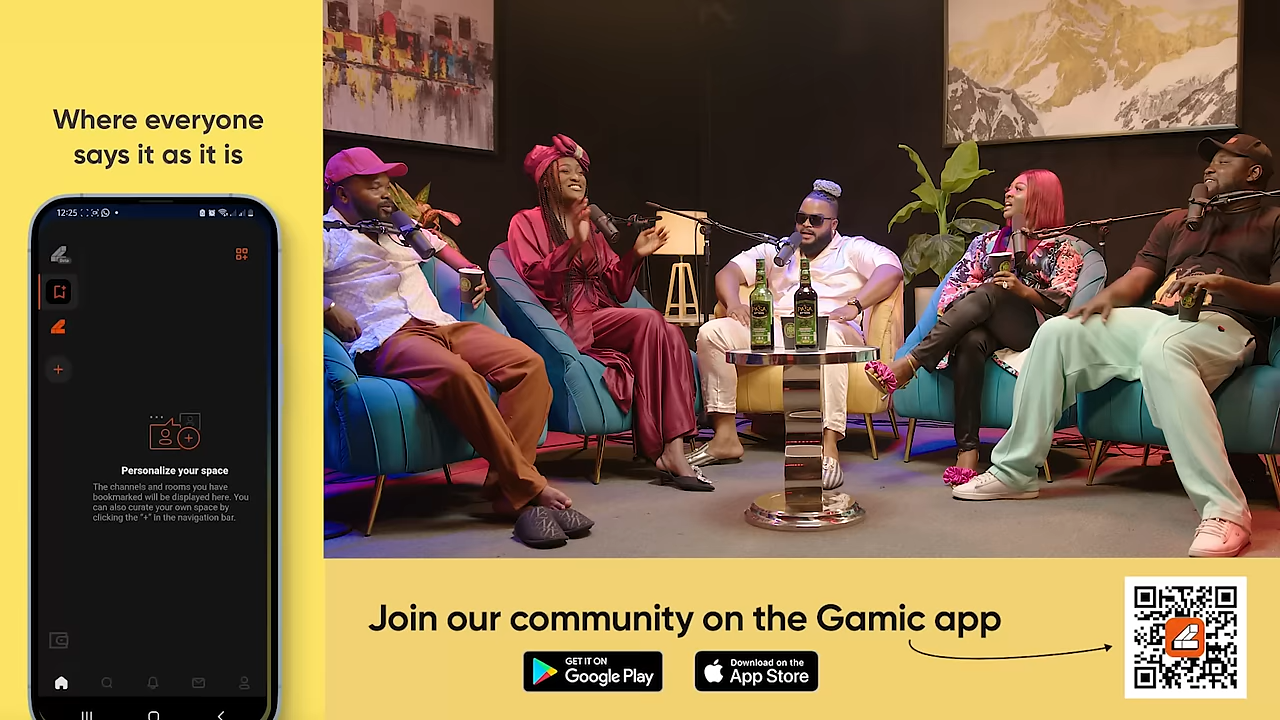 Where everyone
says it as it is
12:25
Beta
Personalize your space
The channels and rooms you have
bookmarked will be displayed here. You
can also curate your own space by
clicking the "+" in the navigation bar.
Join our community on the Gamic app
GET IT ON
Google Play
Download on the
App Store